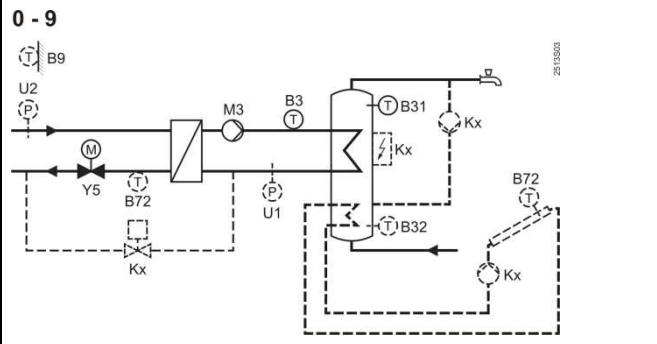 0 - 9
T B9
U2
P
M3
B3
T
T B31
2513S03
Kx
Kx
M
Y5
T
B72
P
U1
B72
T
T B32
Kx
Kx